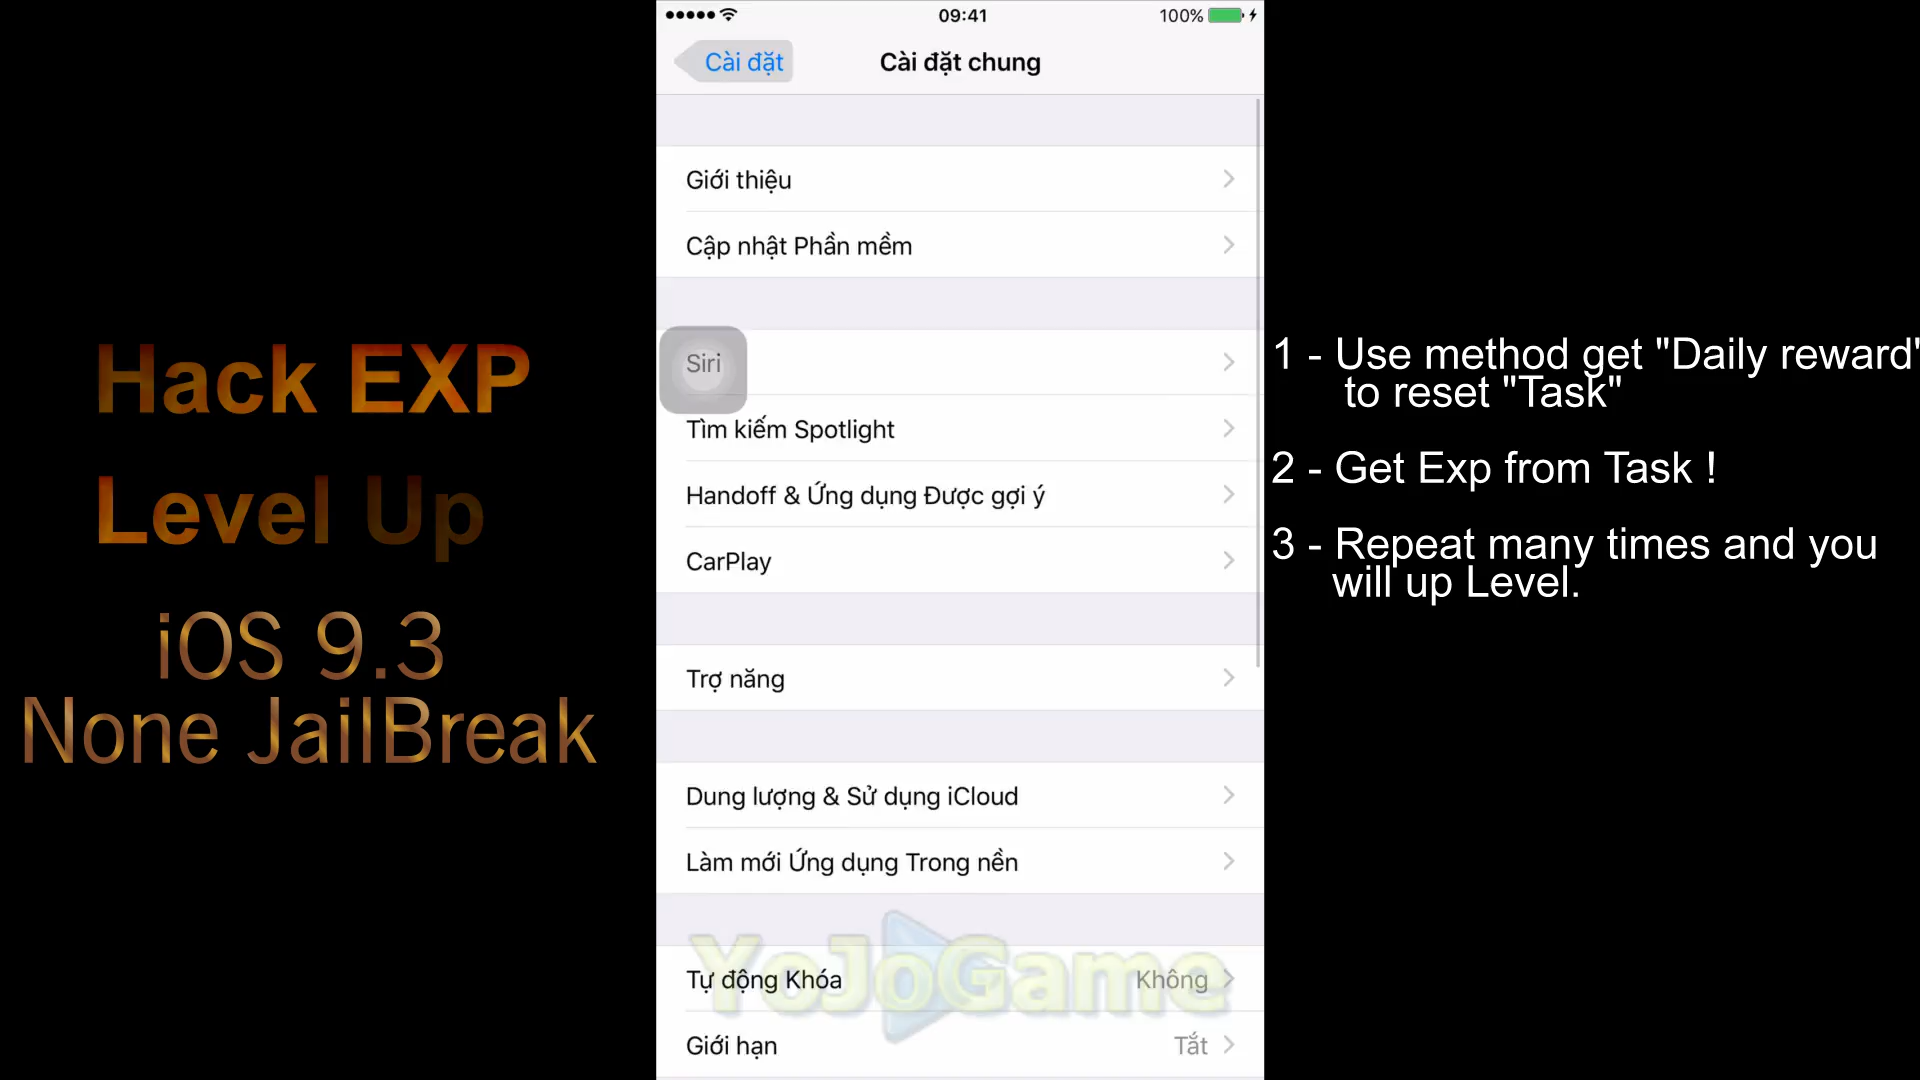 Hack EXP
Level Up
iOS 9.3
None JailBreak
09:41
100%
Cài đặt
Cài đặt chung
Giới thiệu
Cập nhật Phần mềm
Siri
Tìm kiếm Spotlight
Handoff & Ứng dụng Được gợi ý
CarPlay
Trợ năng
Dung lượng & Sử dụng iCloud
Làm mới Ứng dụng Trong nền
Tự động Khóa Không
Giới hạn Tắt
YoJoGame
1 - Use method get "Daily reward"
to reset "Task"
2 - Get Exp from Task !
3 - Repeat many times and you
will up Level.